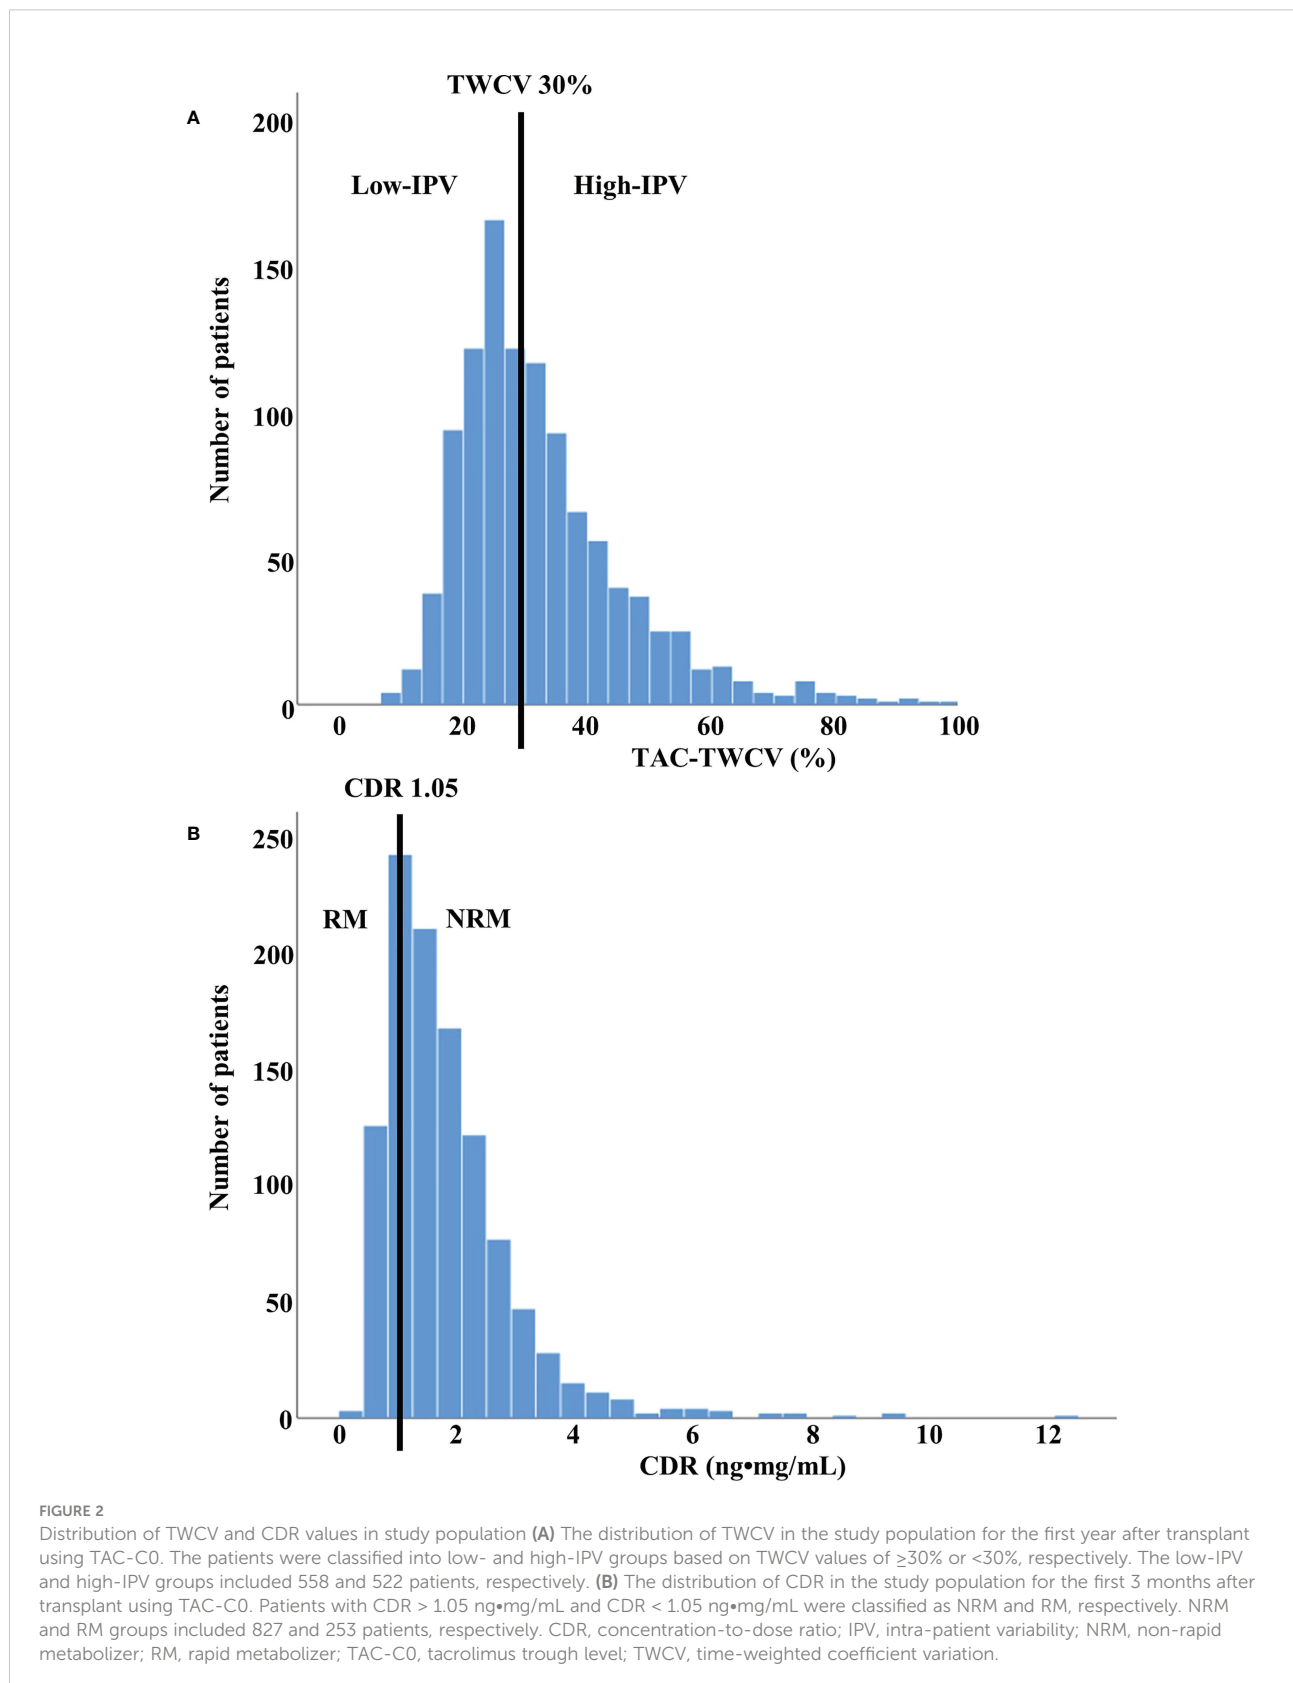 TWCV 30%
A
200
Low-IPV
High-IPV
150
Number of patients
100
50
0
0 20 40 60 80 100
TAC-TWCV (%)
CDR 1.05
B
250
RM
NRM
200
Number of patients
150
100
50
0
0 2 4 6 8 10 12
CDR (ng•mg/mL)
FIGURE 2
Distribution of TWCV and CDR values in study population (A) The distribution of TWCV in the study population for the first year after transplant
using TAC-C0. The patients were classified into low- and high-IPV groups based on TWCV values of ≥30% or <30%, respectively. The low-IPV
and high-IPV groups included 558 and 522 patients, respectively. (B) The distribution of CDR in the study population for the first 3 months after
transplant using TAC-C0. Patients with CDR > 1.05 ng•mg/mL and CDR < 1.05 ng•mg/mL were classified as NRM and RM, respectively. NRM
and RM groups included 827 and 253 patients, respectively. CDR, concentration-to-dose ratio; IPV, intra-patient variability; NRM, non-rapid
metabolizer; RM, rapid metabolizer; TAC-C0, tacrolimus trough level; TWCV, time-weighted coefficient variation.